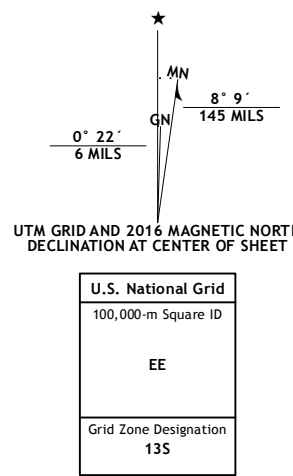 ★
MN
GN
8° 9´
145 MILS
0° 22´
6 MILS
UTM GRID AND 2016 MAGNETIC NORTH
DECLINATION AT CENTER OF SHEET
U.S. National Grid
100,000-m Square ID
EE
Grid Zone Designation
13S